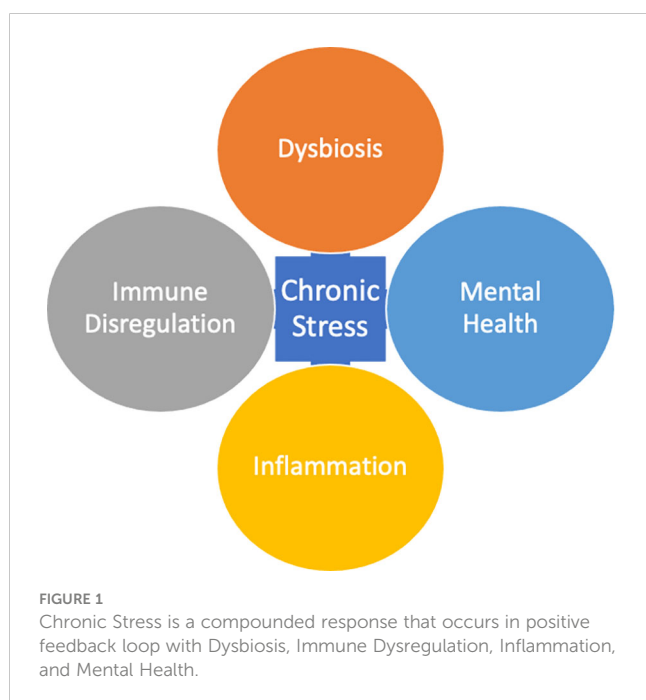 Dysbiosis
Immune
Disregulation
Chronic
Stress
Mental
Health
Inflammation
FIGURE 1
Chronic Stress is a compounded response that occurs in positive
feedback loop with Dysbiosis, Immune Dysregulation, Inflammation,
and Mental Health.